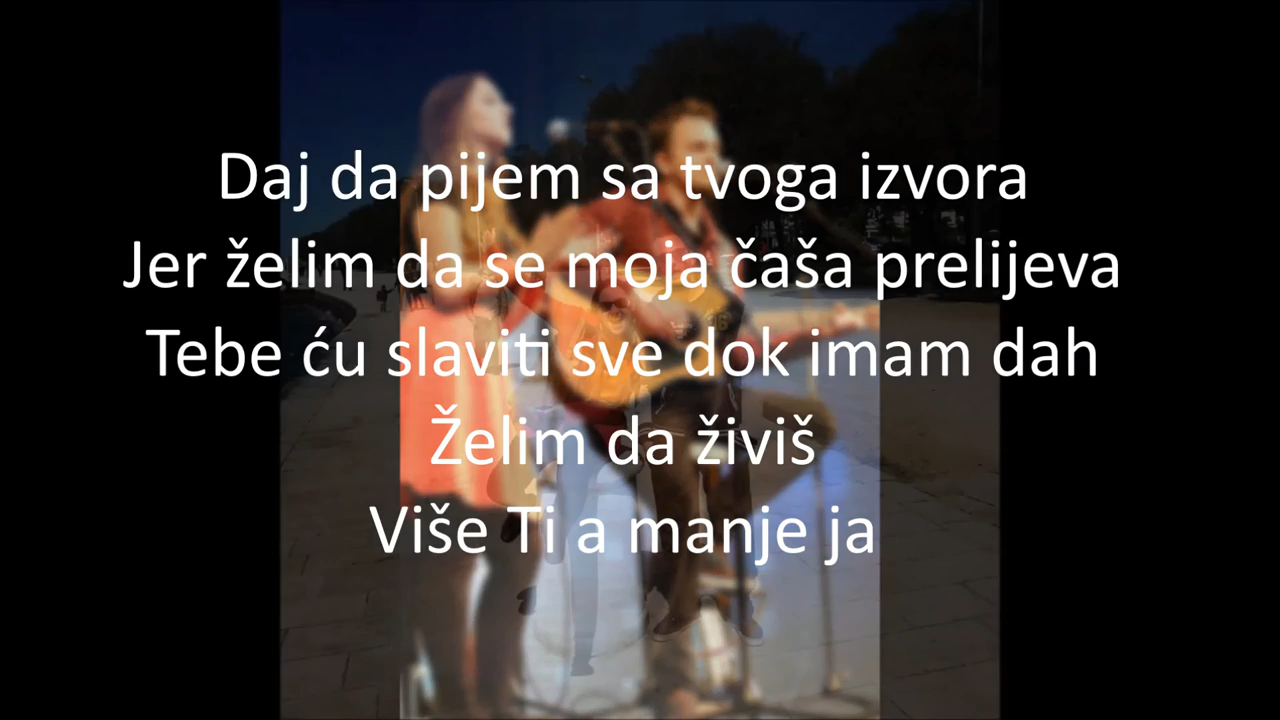 Daj da pijem sa tvoga izvora
Jer želim da se moja čaša prelijeva
Tebe ću slaviti sve dok imam dah
Želim da živiš
Više Ti a manje ja